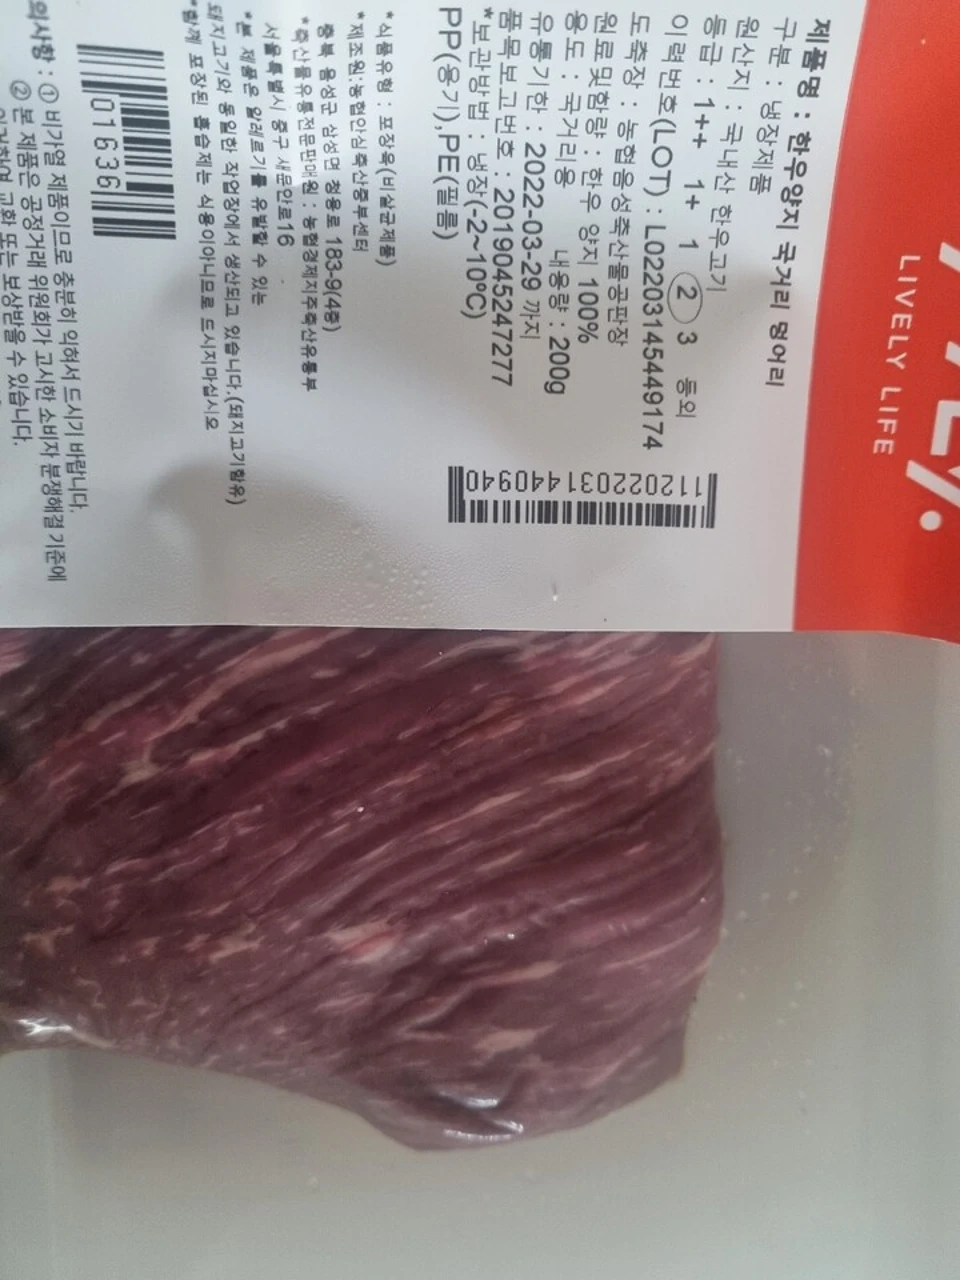 LIVELY LIFE
제품명 : 한우양지 국거리 덩어리
구분 : 냉장제품
원산지 : 국내산 한우고기
등급 : 1++ 1+ 1 2 3 등외
이력번호(LOT) : L02203145449174
도축장 : 농협음성축산물공판장
원료및함량 : 한우 양지 100%
용도 : 국거리용 내용량 : 200g
유통기한 : 2022-03-29 까지
품목보고번호 : 2019045247277
*보관방법 : 냉장(-2~10℃)
PP(용기),PE(필름)
112022031440940
*식품유형 : 포장육(비살균제품)
*제조원:농협안심축산중부센터
충북 음성군 삼성면 청용로 183-9(4층)
*축산물유통전문판매원 : 농협경제지주축산유통부
서울특별시 중구 새문안로16
*본 제품은 알레르기를 유발할 수 있는
돼지고기와 동일한 작업장에서 생산되고 있습니다.(돼지고기함유)
*함께 포장된 흡습제는 식용이아니므로 드시지마십시오
01636
의사항 : ① 비가열 제품이므로 충분히 익혀서 드시기 바랍니다.
② 본 제품은 공정거래 위원회가 고시한 소비자 분쟁해결 기준에
교환 또는 보상받을 수 있습니다.